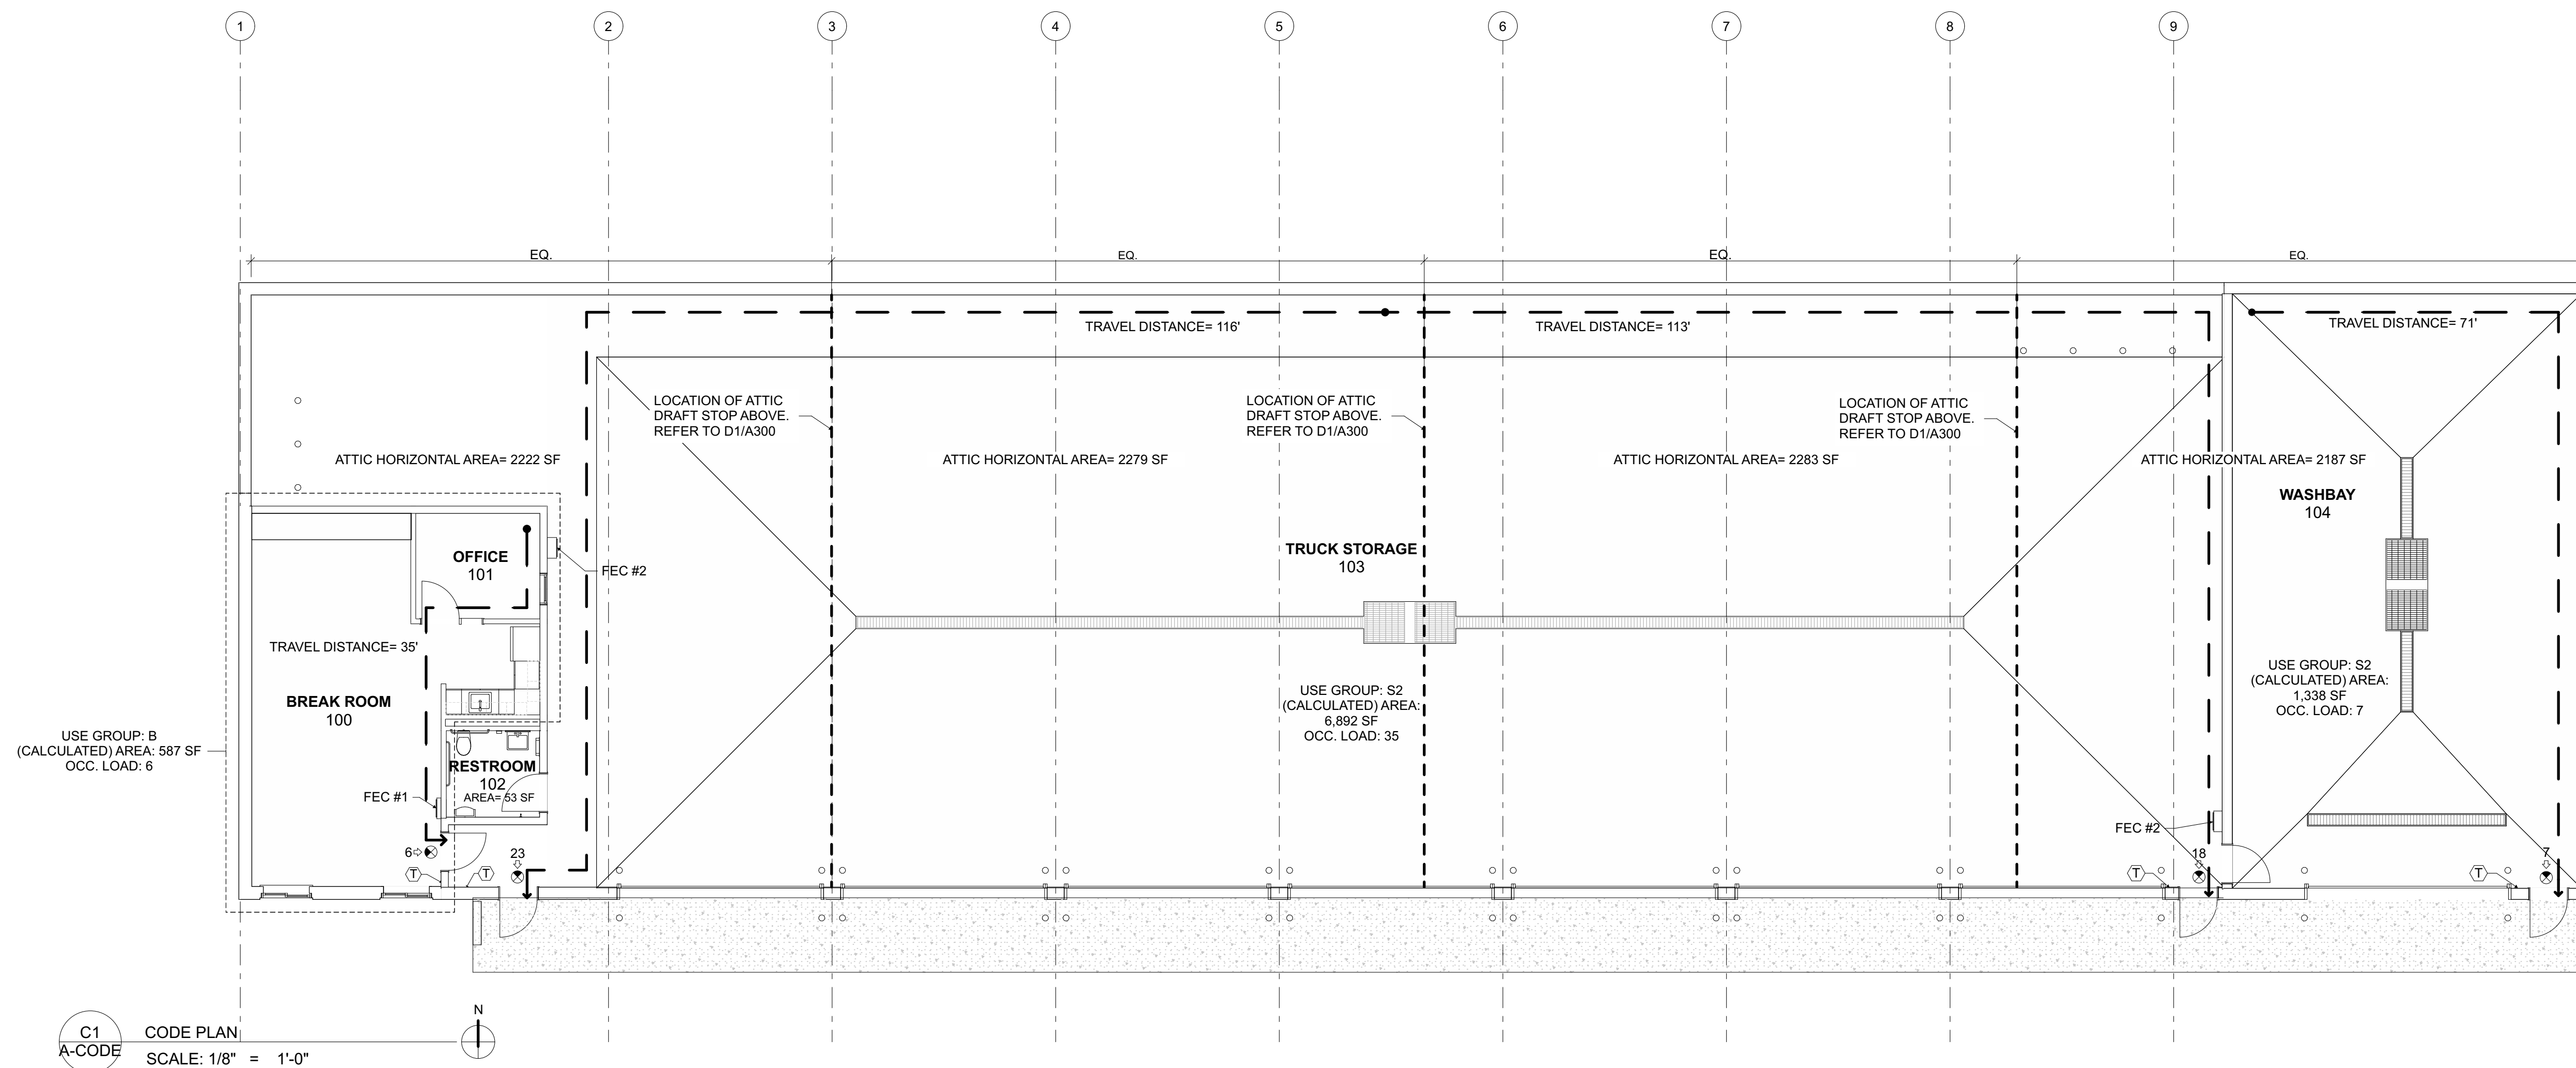 1
2
3
4
5
6
7
8
9
EQ.
EQ.
EQ.
EQ.
TRAVEL DISTANCE= 116'
TRAVEL DISTANCE= 113'
TRAVEL DISTANCE= 71'
LOCATION OF ATTIC
DRAFT STOP ABOVE.
REFER TO D1/A300
LOCATION OF ATTIC
DRAFT STOP ABOVE.
REFER TO D1/A300
LOCATION OF ATTIC
DRAFT STOP ABOVE.
REFER TO D1/A300
ATTIC HORIZONTAL AREA= 2222 SF
ATTIC HORIZONTAL AREA= 2279 SF
ATTIC HORIZONTAL AREA= 2283 SF
ATTIC HORIZONTAL AREA= 2187 SF
WASHBAY
104
OFFICE
101
FEC #2
TRUCK STORAGE
103
TRAVEL DISTANCE= 35'
BREAK ROOM
100
USE GROUP: B
(CALCULATED) AREA: 587 SF
OCC. LOAD: 6
USE GROUP: S2
(CALCULATED) AREA:
6,892 SF
OCC. LOAD: 35
USE GROUP: S2
(CALCULATED) AREA:
1,338 SF
OCC. LOAD: 7
RESTROOM
102
AREA= 53 SF
FEC #1
FEC #2
6
23
18
7
T
T
T
T
N
C1
A-CODE
CODE PLAN
SCALE: 1/8" = 1'-0"